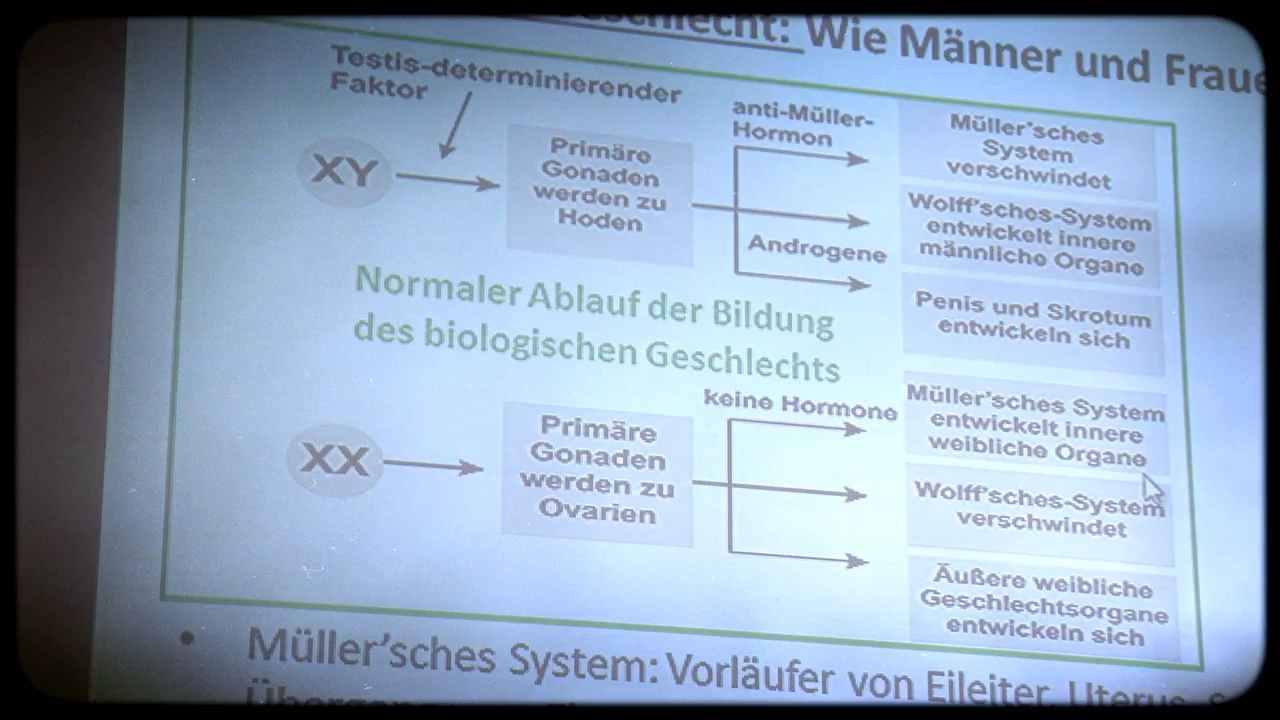 Geschlecht: Wie Männer und Fraue
Testis-determinierender
Faktor
XY
Primäre
Gonaden
werden zu
Hoden
anti-Müller-
Hormon
Androgene
Müller'sches
System
verschwindet
Wolff'sches-System
entwickelt innere
männliche Organe
Penis und Skrotum
entwickeln sich
Normaler Ablauf der Bildung
des biologischen Geschlechts
XX
Primäre
Gonaden
werden zu
Ovarien
keine Hormone
Müller'sches System
entwickelt innere
weibliche Organe
Wolff'sches-System
verschwindet
Äußere weibliche
Geschlechtsorgane
entwickeln sich
• Müller'sches System: Vorläufer von Eileiter, Uterus,